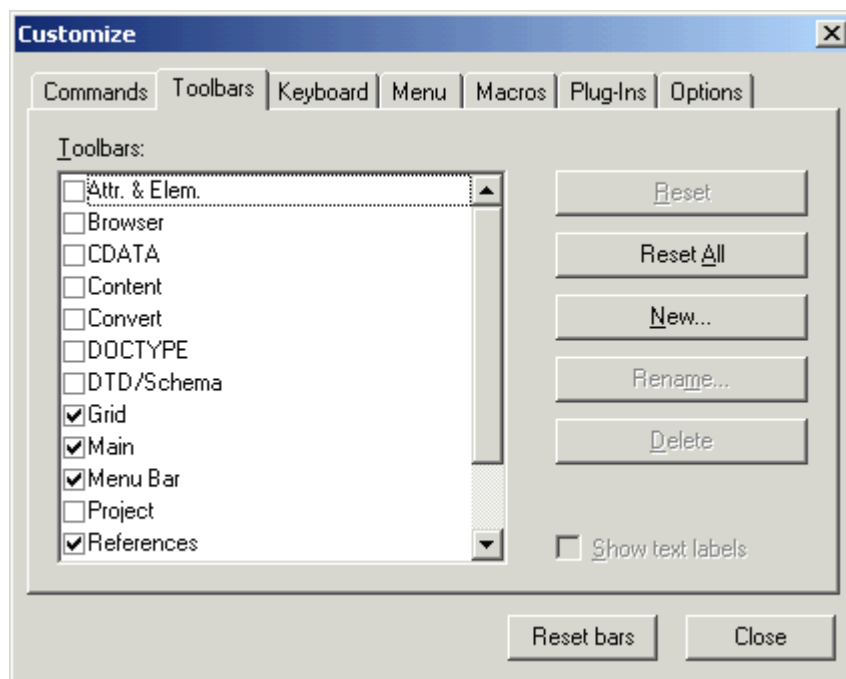 Customize
Commands Toolbars Keyboard Menu Macros Plug-Ins Options
Toolbars:
Attr. & Elem.
Browser
CDATA
Content
Convert
DOCTYPE
DTD/Schema
Grid
Main
Menu Bar
Project
References
Reset
Reset All
New...
Rename...
Delete
Show text labels
Reset bars Close